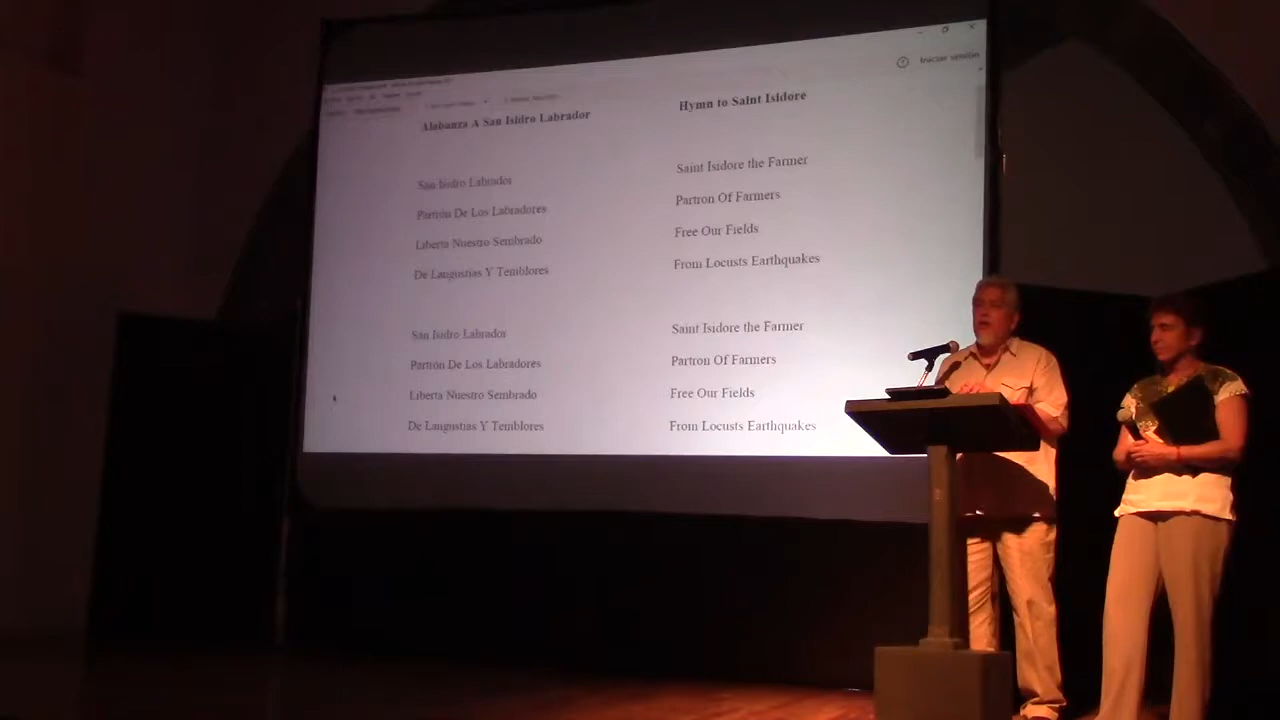 Iniciar sesión
Alabanza A San Isidro Labrador
San Isidro Labrador
Partrón De Los Labradores
Liberta Nuestro Sembrado
De Langustias Y Temblores
San Isidro Labrador
Partrón De Los Labradores
Liberta Nuestro Sembrado
De Langustias Y Temblores
Hymn to Saint Isidore
Saint Isidore the Farmer
Partron Of Farmers
Free Our Fields
From Locusts Earthquakes
Saint Isidore the Farmer
Partron Of Farmers
Free Our Fields
From Locusts Earthquakes